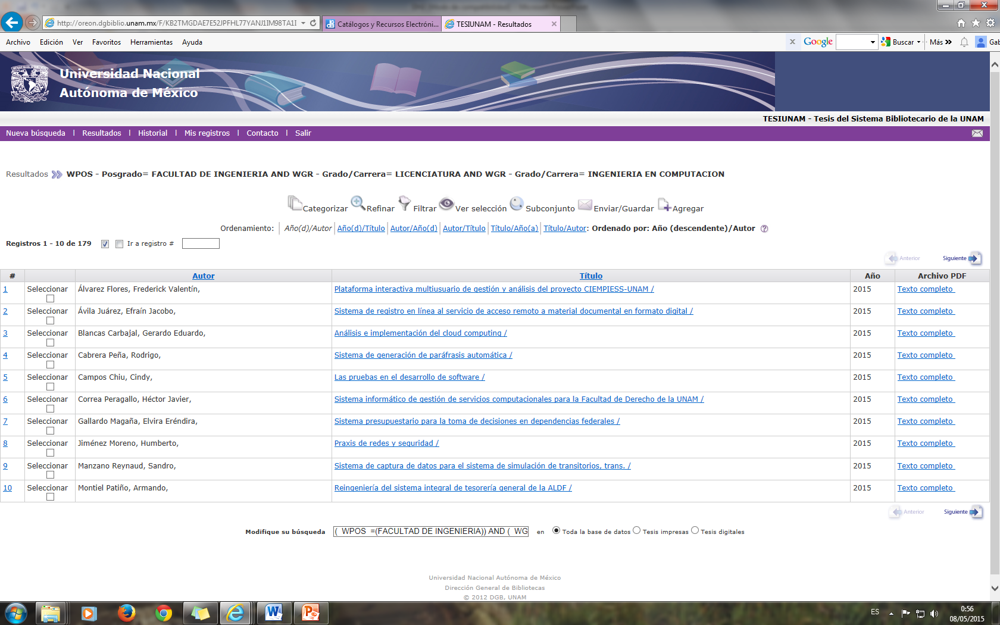 http://oreon.dgbiblio.unam.mx/F/KB2TMGDAE7E52JPFHL77YANJ1IM98TA1I
Catálogos y Recursos Electróni...
TESIUNAM - Resultados
Archivo Edición Ver Favoritos Herramientas Ayuda
x Google Buscar Más Gab
Universidad Nacional
Autónoma de México
TESIUNAM - Tesis del Sistema Bibliotecario de la UNAM
Nueva búsqueda | Resultados | Historial | Mis registros | Contacto | Salir
Resultados WPOS - Posgrado= FACULTAD DE INGENIERIA AND WGR - Grado/Carrera= LICENCIATURA AND WGR - Grado/Carrera= INGENIERIA EN COMPUTACION
Categorizar Refinar Filtrar Ver selección Subconjunto Enviar/Guardar Agregar
Ordenamiento: Año(d)/Autor Año(d)/Título Autor/Año(d) Autor/Título Título/Año(a) Título/Autor: Ordenado por: Año (descendente)/Autor ?
Registros 1 - 10 de 179 Ir a registro #
Anterior Siguiente
# Autor Título Año Archivo PDF
1 Seleccionar Álvarez Flores, Frederick Valentín, Plataforma interactiva multiusuario de gestión y análisis del proyecto CIEMPIESS-UNAM / 2015 Texto completo
2 Seleccionar Ávila Juárez, Efraín Jacobo, Sistema de registro en línea al servicio de acceso remoto a material documental en formato digital / 2015 Texto completo
3 Seleccionar Blancas Carbajal, Gerardo Eduardo, Análisis e implementación del cloud computing / 2015 Texto completo
4 Seleccionar Cabrera Peña, Rodrigo, Sistema de generación de paráfrasis automática / 2015 Texto completo
5 Seleccionar Campos Chiu, Cindy, Las pruebas en el desarrollo de software / 2015 Texto completo
6 Seleccionar Correa Peragallo, Héctor Javier, Sistema informático de gestión de servicios computacionales para la Facultad de Derecho de la UNAM / 2015 Texto completo
7 Seleccionar Gallardo Magaña, Elvira Eréndira, Sistema presupuestario para la toma de decisiones en dependencias federales / 2015 Texto completo
8 Seleccionar Jiménez Moreno, Humberto, Praxis de redes y seguridad / 2015 Texto completo
9 Seleccionar Manzano Reynaud, Sandro, Sistema de captura de datos para el sistema de simulación de transitorios, trans. / 2015 Texto completo
10 Seleccionar Montiel Patiño, Armando, Reingeniería del sistema integral de tesorería general de la ALDF / 2015 Texto completo
Anterior Siguiente
Modifique su búsqueda ( WPOS =(FACULTAD DE INGENIERIA)) AND ( WG en Toda la base de datos Tesis impresas Tesis digitales
Universidad Nacional Autónoma de México
Dirección General de Bibliotecas
© 2012 DGB, UNAM
ES 0:56
08/05/2015